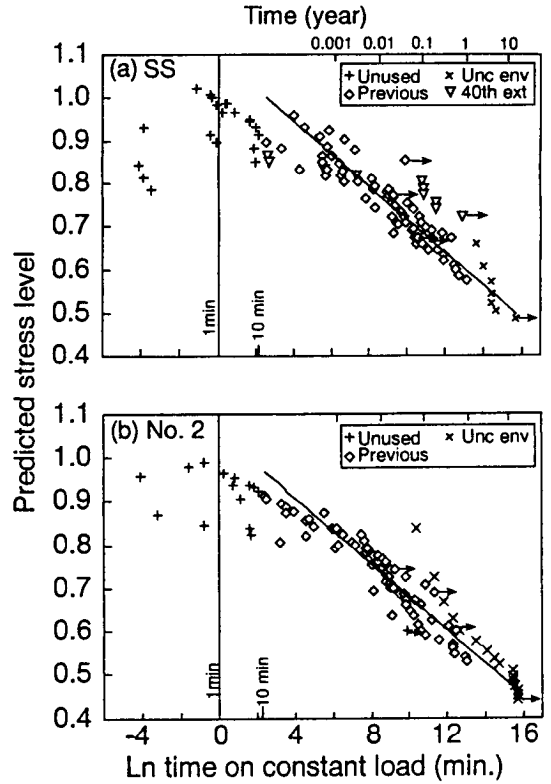 Time (year)
0.001 0.01 0.1 1 10 50
(a) SS
+ Unused × Unc env
◇ Previous ▽ 40th ext
1.1
1.0
0.9
0.8
0.7
0.6
0.5
0.4
1min
10 min
Predicted stress level
(b) No. 2
+ Unused × Unc env
◇ Previous
1.1
1.0
0.9
0.8
0.7
0.6
0.5
0.4
1min
10 min
-4 0 4 8 12 16
Ln time on constant load (min.)